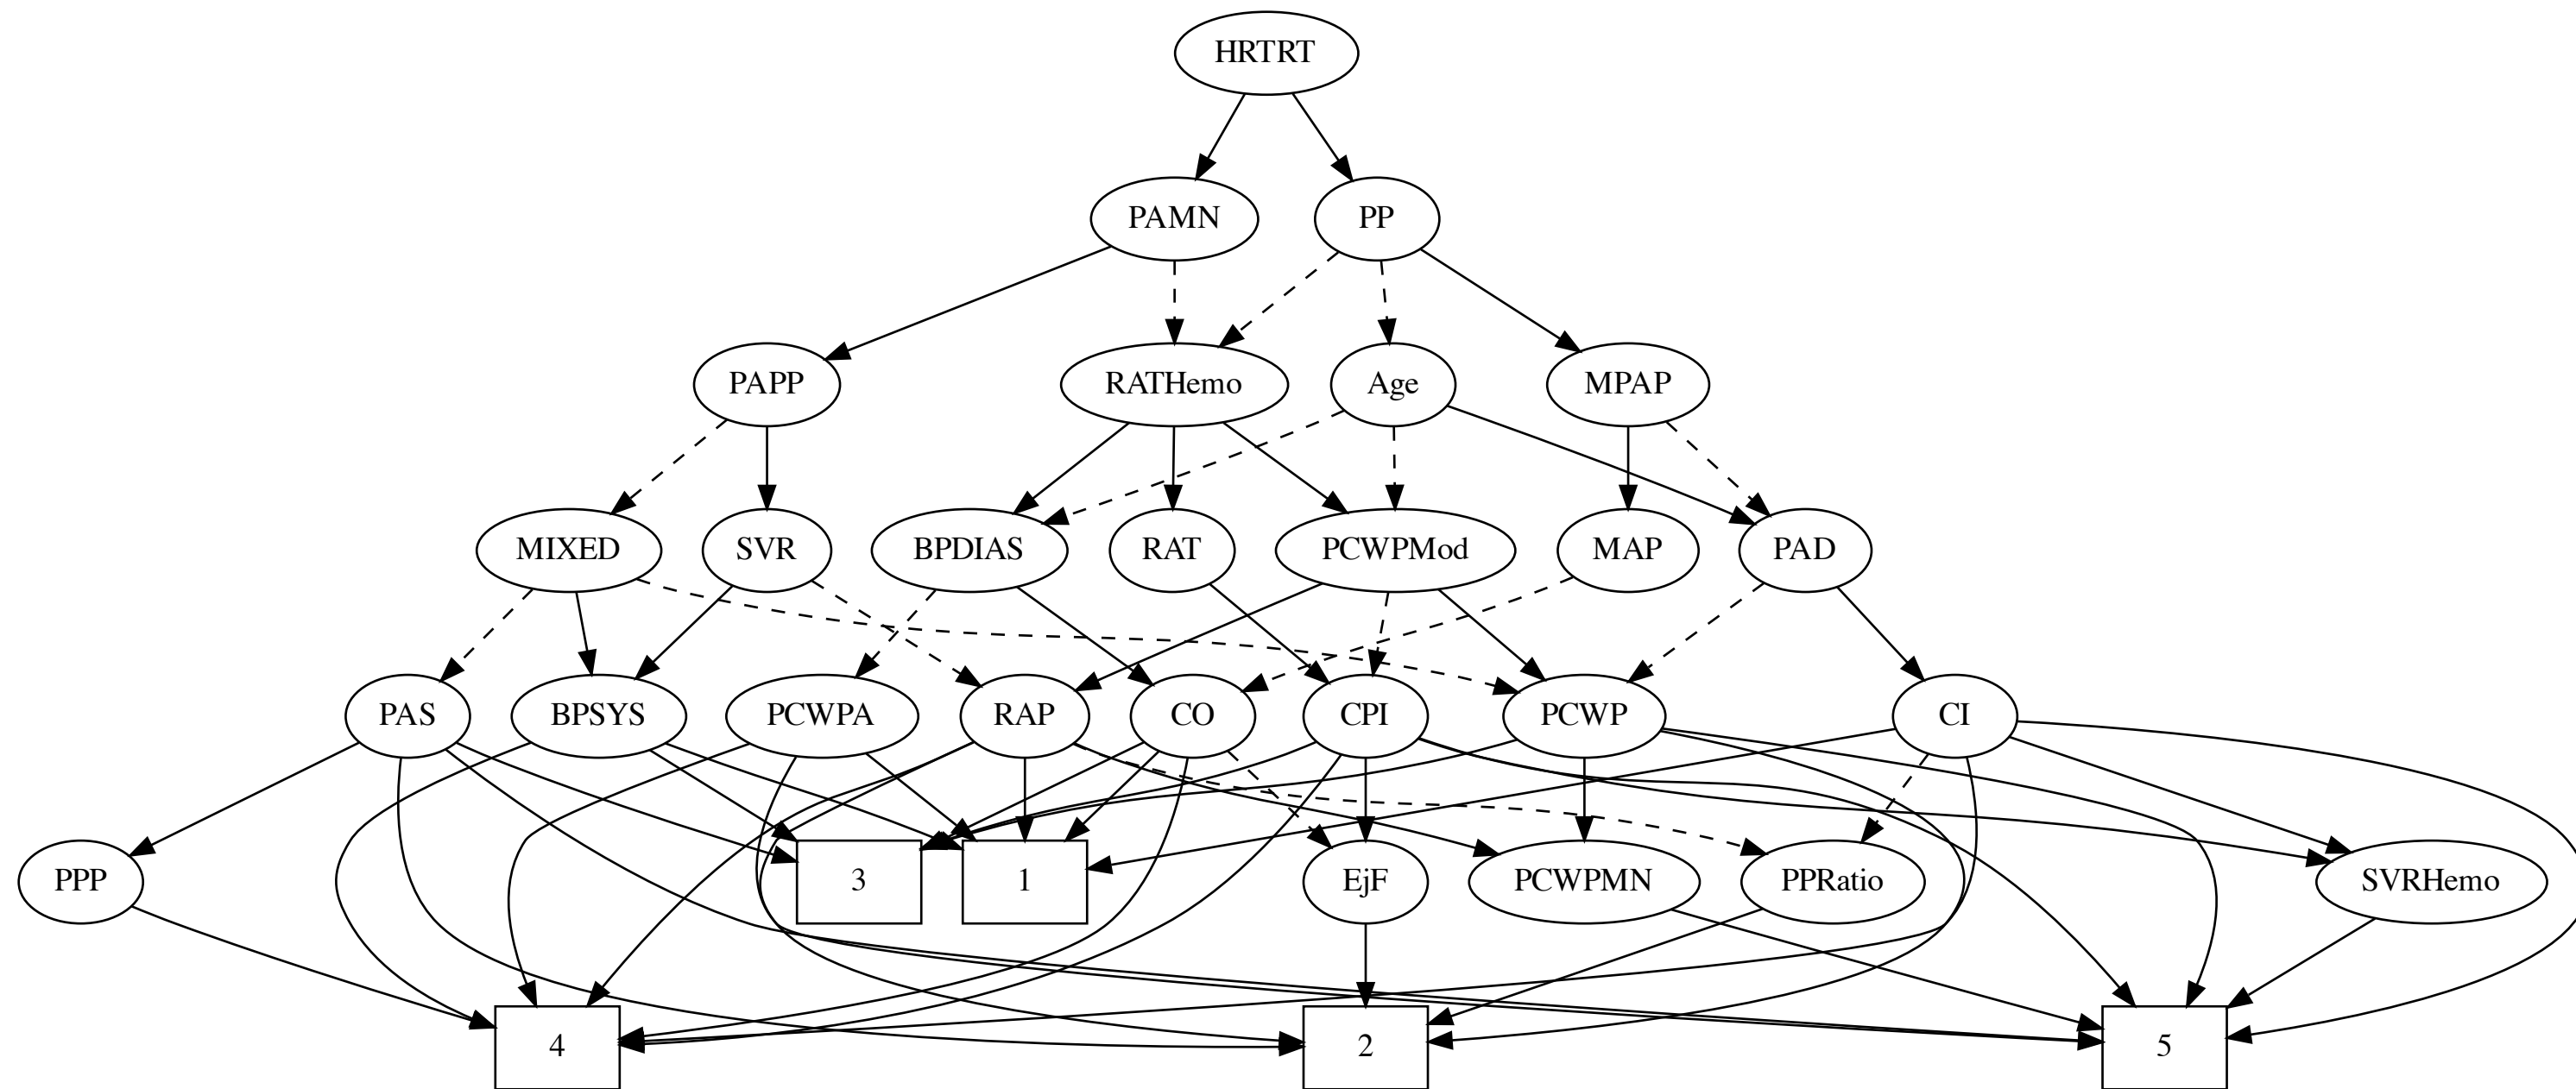 HRTRT
PAMN
PP
PAPP
RATHemo
Age
MPAP
MIXED
SVR
BPDIAS
RAT
PCWPMod
MAP
PAD
PAS
BPSYS
PCWPA
RAP
CO
CPI
PCWP
CI
PPP
3
1
EjF
PCWPMN
PPRatio
SVRHemo
4
2
5